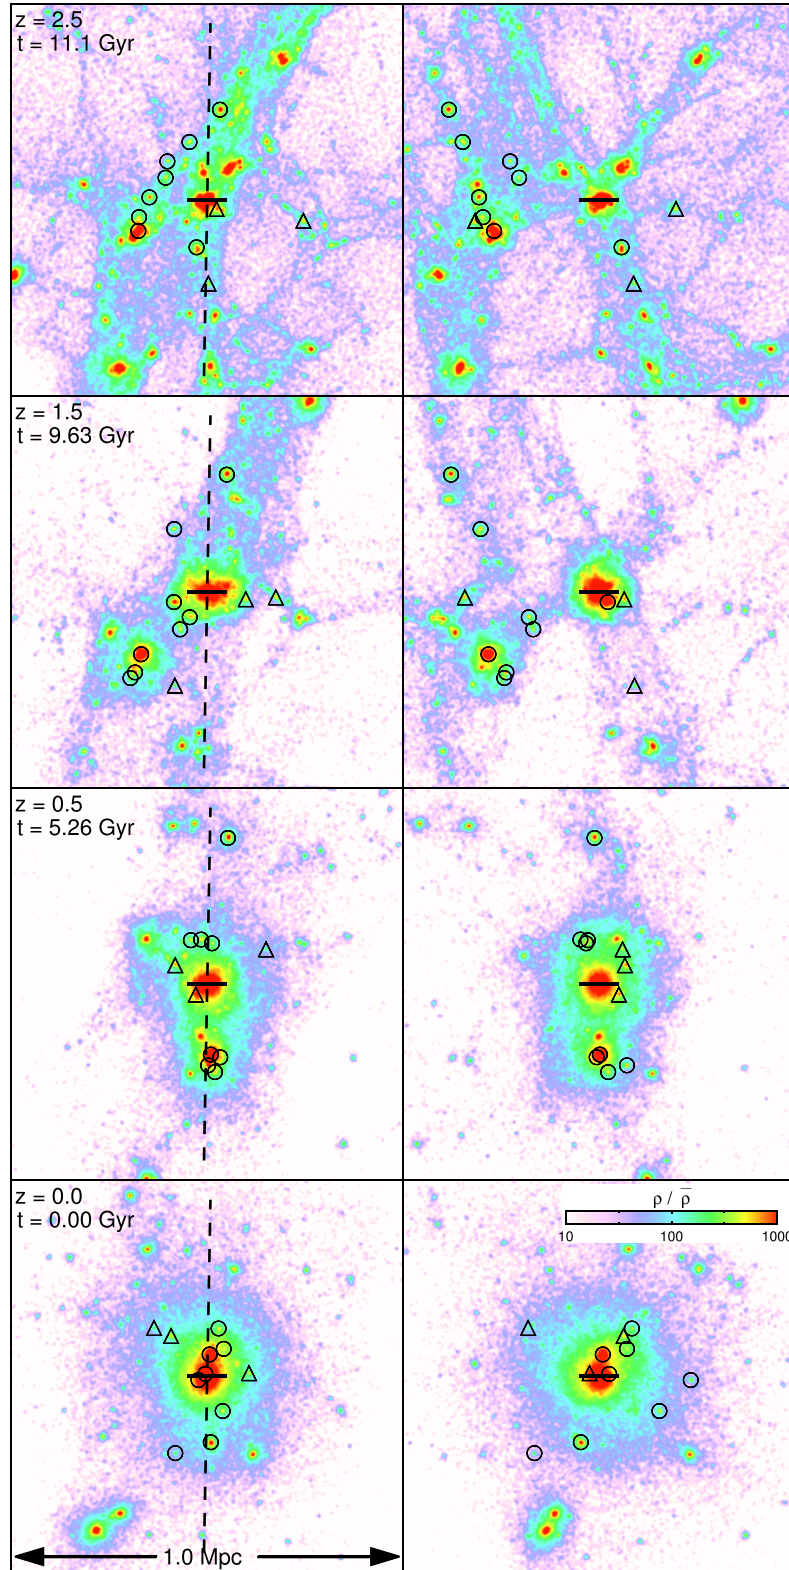 z = 2.5
t = 11.1 Gyr
z = 1.5
t = 9.63 Gyr
z = 0.5
t = 5.26 Gyr
z = 0.0
t = 0.00 Gyr
ρ / ρ̄
10 100 1000
1.0 Mpc